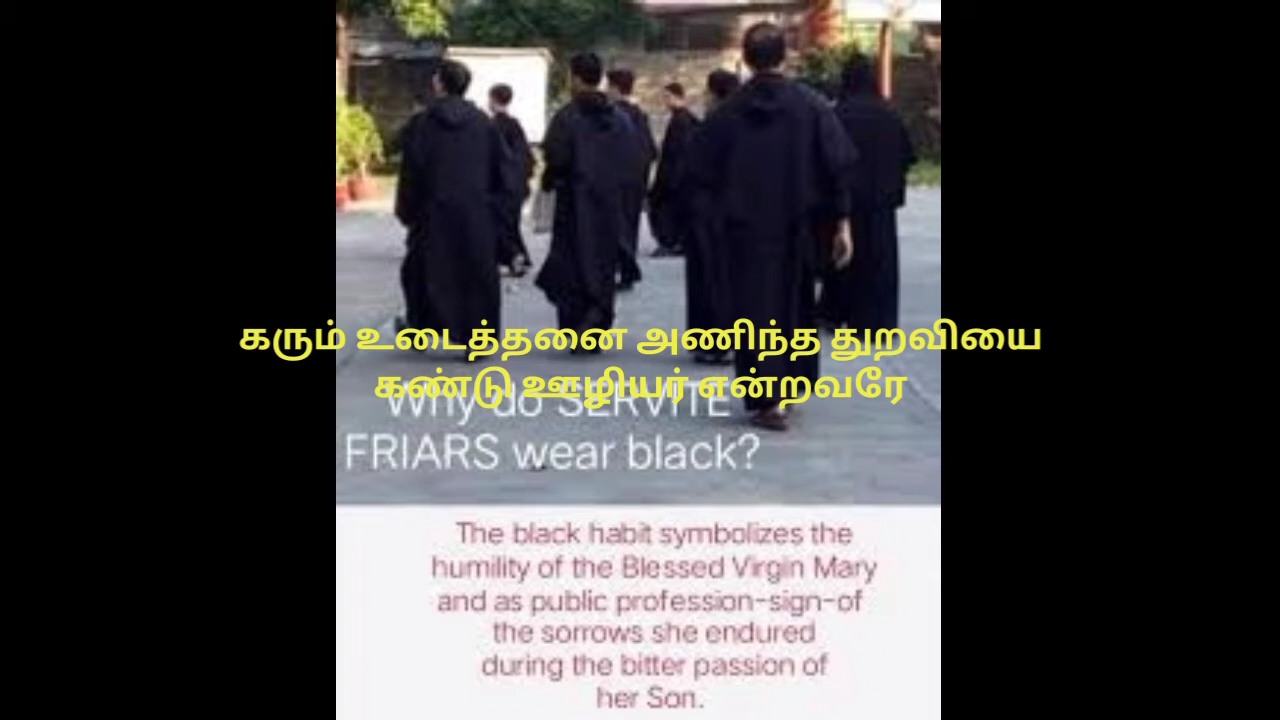 கரும் உடைத்தனை அணிந்த துறவியை
கண்டு ஊழியர் என்றவரே
Why do SERVITE
FRIARS wear black?
The black habit symbolizes the
humility of the Blessed Virgin Mary
and as public profession-sign-of
the sorrows she endured
during the bitter passion of
her Son.